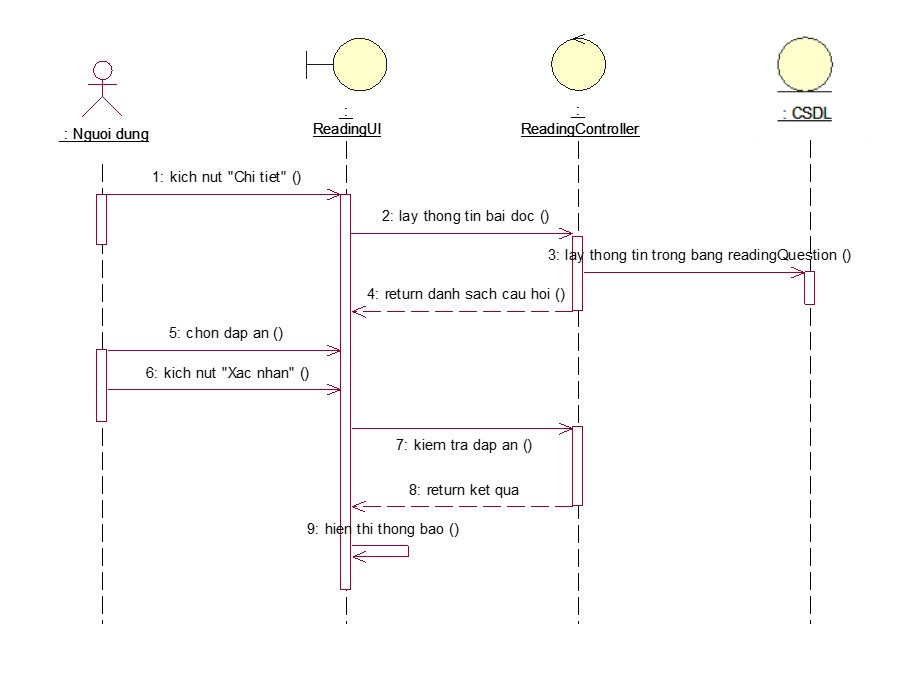 : Nguoi dung
:
ReadingUI
:
ReadingController
: CSDL
1: kich nut "Chi tiet" ()
2: lay thong tin bai doc ()
3: lay thong tin trong bang readingQuestion ()
4: return danh sach cau hoi ()
5: chon dap an ()
6: kich nut "Xac nhan" ()
7: kiem tra dap an ()
8: return ket qua
9: hien thi thong bao ()